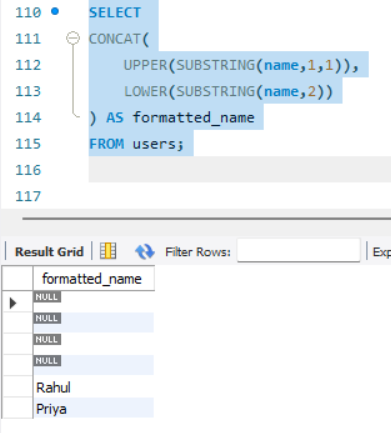 110 SELECT
111 CONCAT(
112 UPPER(SUBSTRING(name,1,1)),
113 LOWER(SUBSTRING(name,2))
114 ) AS formatted_name
115 FROM users;
116
117
Result Grid Filter Rows: Exp
formatted_name
NULL
NULL
NULL
NULL
Rahul
Priya